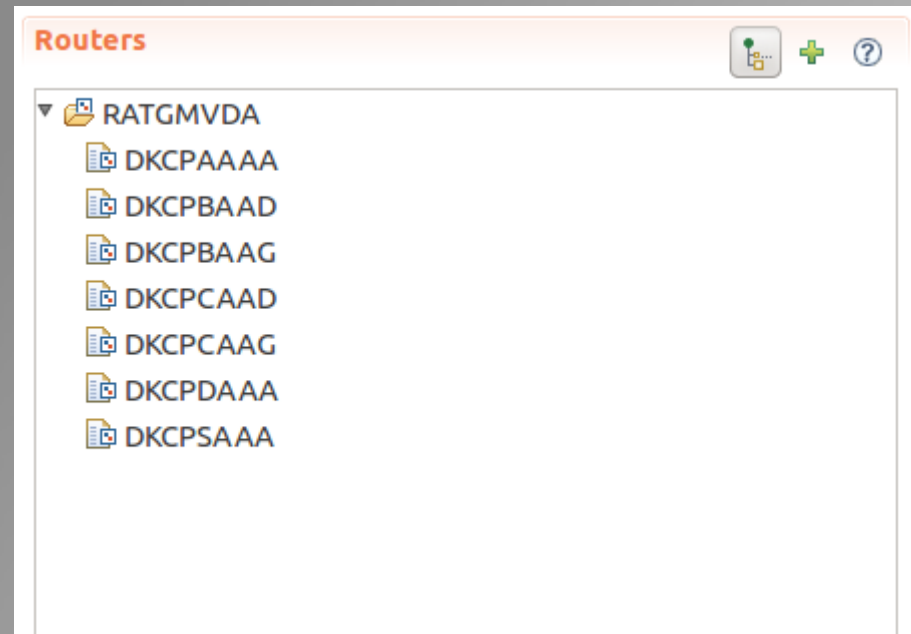 Routers
RATGMVDA
DKCPAAAA
DKCPBAAD
DKCPBAAG
DKCPCAAD
DKCPCAAG
DKCPDAAA
DKCPSAAA